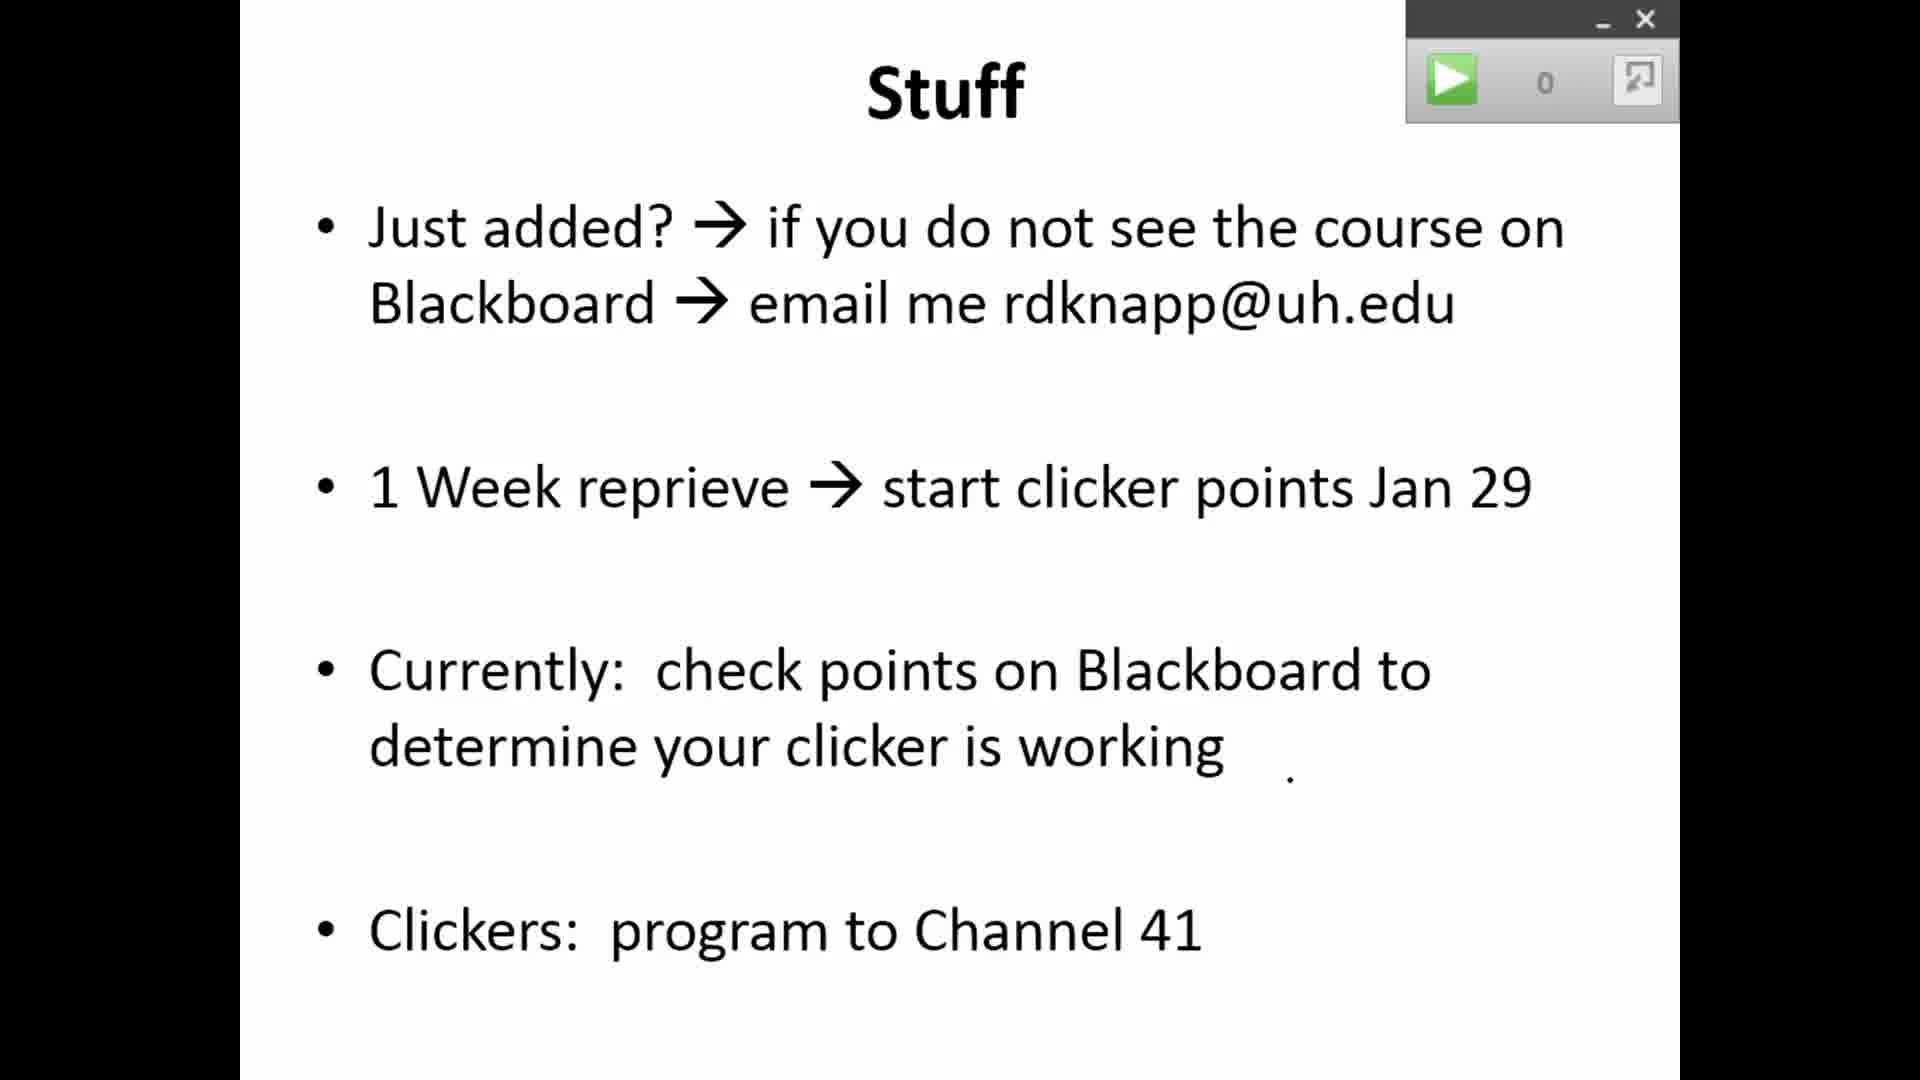 Stuff
0
• Just added? → if you do not see the course on
Blackboard → email me rdknapp@uh.edu
• 1 Week reprieve → start clicker points Jan 29
• Currently:  check points on Blackboard to
determine your clicker is working
• Clickers:  program to Channel 41